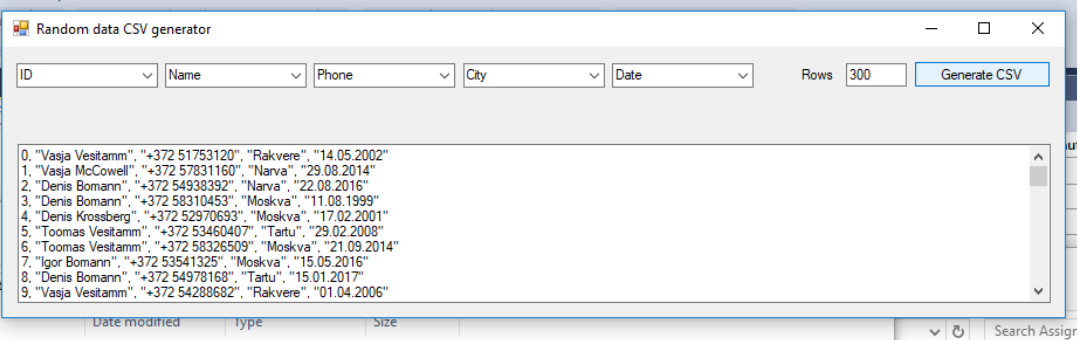 Random data CSV generator
ID Name Phone City Date Rows 300 Generate CSV
0, "Vasja Vesitamm", "+372 51753120", "Rakvere", "14.05.2002"
1, "Vasja McCowell", "+372 57831160", "Narva", "29.08.2014"
2, "Denis Bomann", "+372 54938392", "Narva", "22.08.2016"
3, "Denis Bomann", "+372 58310453", "Moskva", "11.08.1999"
4, "Denis Krossberg", "+372 52970693", "Moskva", "17.02.2001"
5, "Toomas Vesitamm", "+372 53460407", "Tartu", "29.02.2008"
6, "Toomas Vesitamm", "+372 58326509", "Moskva", "21.09.2014"
7, "Igor Bomann", "+372 53541325", "Moskva", "15.05.2016"
8, "Denis Bomann", "+372 54978168", "Tartu", "15.01.2017"
9, "Vasja Vesitamm", "+372 54288682", "Rakvere", "01.04.2006"
Date modified Type Size
Search Assign